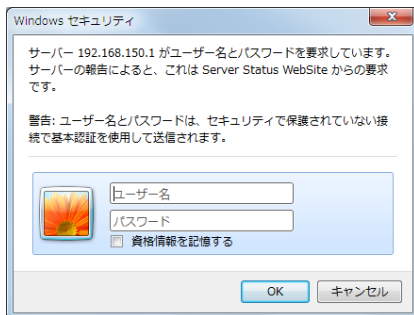 Windows セキュリティ
サーバー 192.168.150.1 がユーザー名とパスワードを要求しています。
サーバーの報告によると、これは Server Status WebSite からの要求
です。
警告: ユーザー名とパスワードは、セキュリティで保護されていない接
続で基本認証を使用して送信されます。
ユーザー名
パスワード
資格情報を記憶する
OK
キャンセル